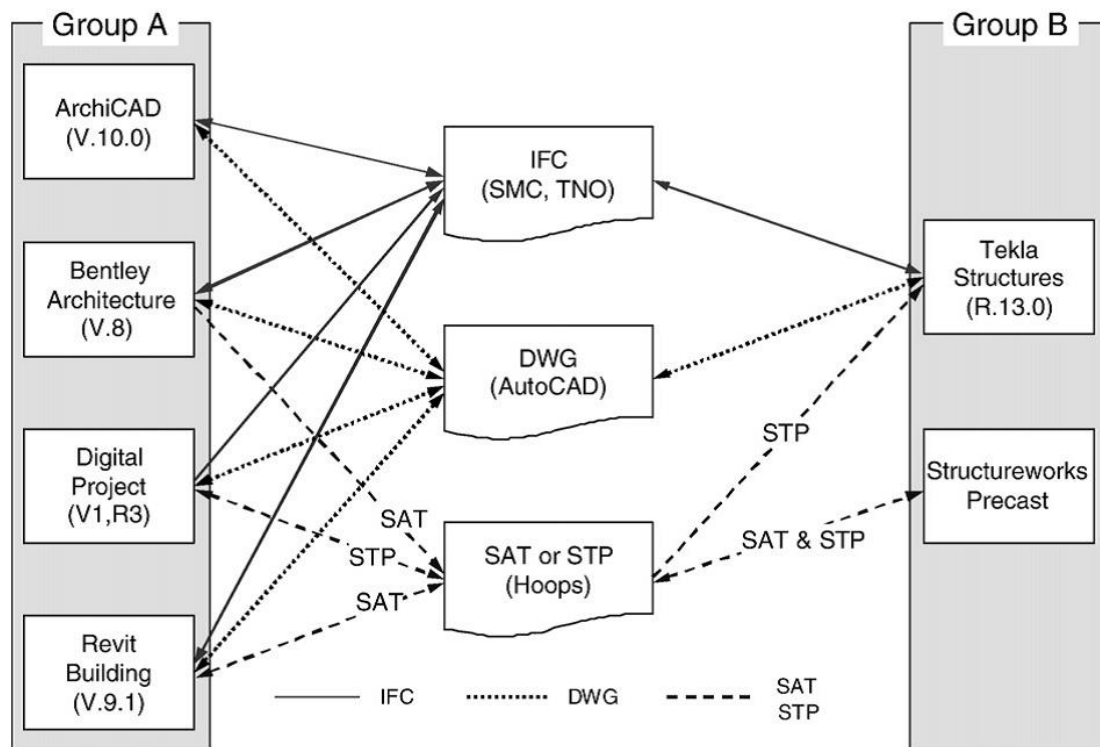 Group A
ArchiCAD
(V.10.0)
Bentley
Architecture
(V.8)
Digital
Project
(V1,R3)
Revit
Building
(V.9.1)
IFC
(SMC, TNO)
DWG
(AutoCAD)
SAT or STP
(Hoops)
SAT
STP
SAT
STP
SAT & STP
Group B
Tekla
Structures
(R.13.0)
Structureworks
Precast
IFC
DWG
SAT
STP